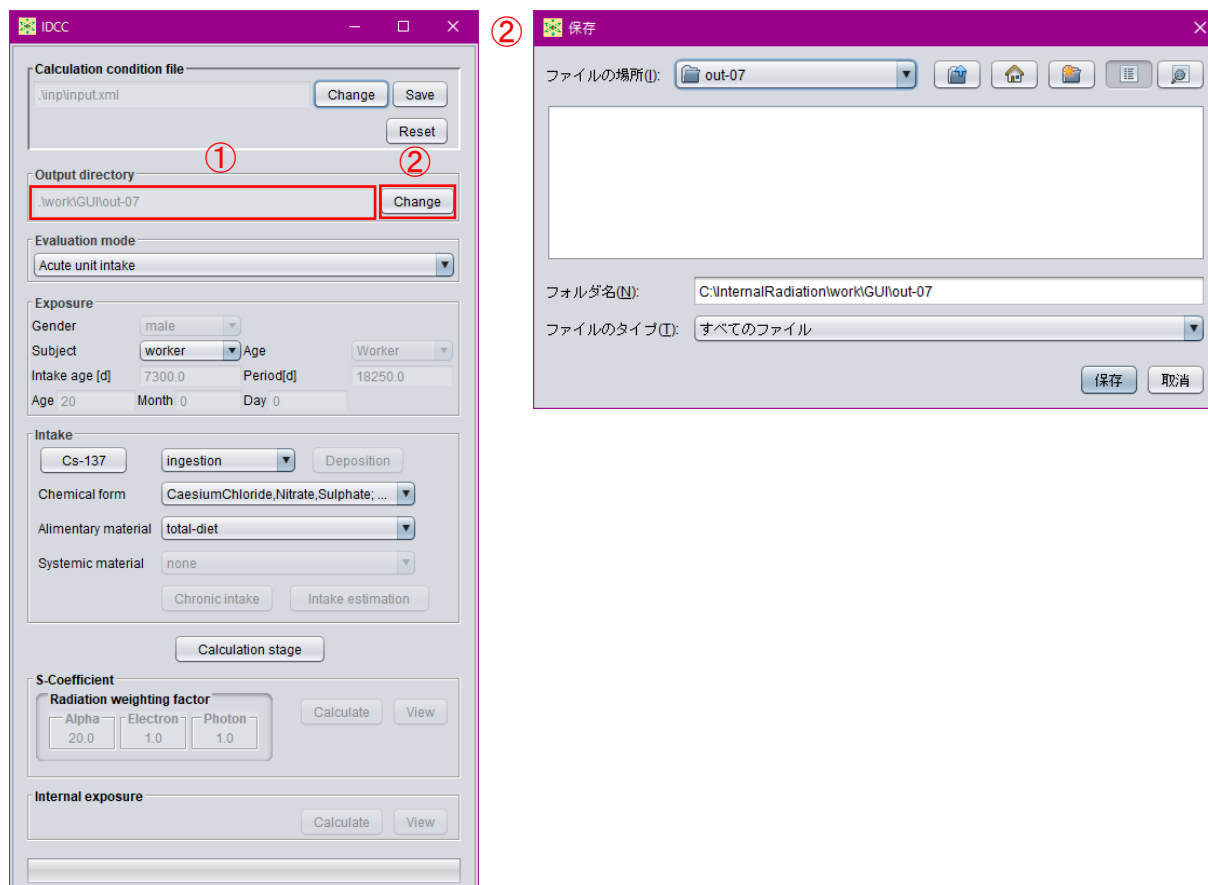 IDCC
Calculation condition file
.\inp\input.xml
Change
Save
Reset
①
②
Output directory
.\work\GUI\out-07
Change
Evaluation mode
Acute unit intake
Exposure
Gender
male
Subject
worker
Age
Worker
Intake age [d]
7300.0
Period[d]
18250.0
Age 20
Month 0
Day 0
Intake
Cs-137
ingestion
Deposition
Chemical form
CaesiumChloride,Nitrate,Sulphate; ...
Alimentary material
total-diet
Systemic material
none
Chronic intake
Intake estimation
Calculation stage
S-Coefficient
Radiation weighting factor
Alpha
Electron
Photon
20.0
1.0
1.0
Calculate
View
Internal exposure
Calculate
View
②
保存
ファイルの場所(I):
out-07
フォルダ名(N):
C:\InternalRadiation\work\GUI\out-07
ファイルのタイプ(T):
すべてのファイル
保存
取消